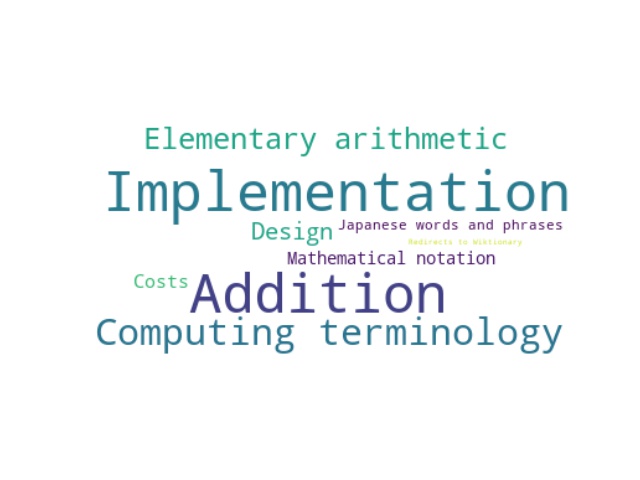 Elementary arithmetic
Implementation
Design
Japanese words and phrases
Redirects to Wiktionary
Mathematical notation
Costs
Addition
Computing terminology